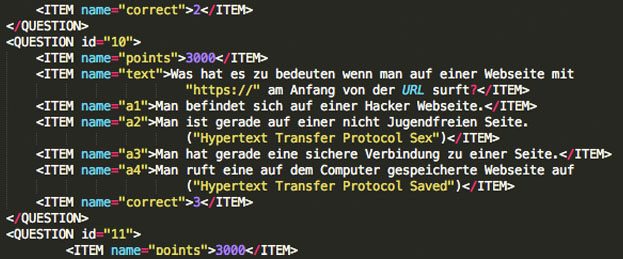 <ITEM name="correct">2</ITEM>
</QUESTION>
<QUESTION id="10">
<ITEM name="points">3000</ITEM>
<ITEM name="text">Was hat es zu bedeuten wenn man auf einer Webseite mit
"https://" am Anfang von der URL surft?</ITEM>
<ITEM name="a1">Man befindet sich auf einer Hacker Webseite.</ITEM>
<ITEM name="a2">Man ist gerade auf einer nicht Jugendfreien Seite.
("Hypertext Transfer Protocol Sex")</ITEM>
<ITEM name="a3">Man hat gerade eine sichere Verbindung zu einer Seite.</ITEM>
<ITEM name="a4">Man ruft eine auf dem Computer gespeicherte Webseite auf
("Hypertext Transfer Protocol Saved")</ITEM>
<ITEM name="correct">3</ITEM>
</QUESTION>
<QUESTION id="11">
<ITEM name="points">3000</ITEM>